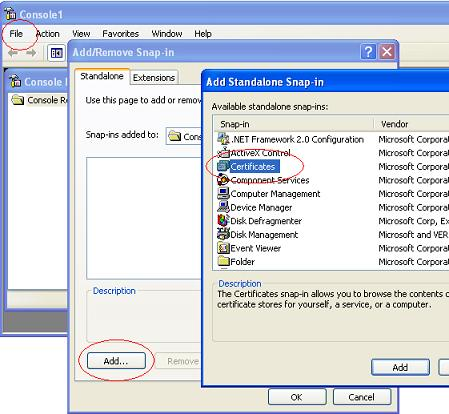 Console1
File Action View Favorites Window Help
Add/Remove Snap-in
Standalone Extensions
Use this page to add or remov
Snap-ins added to:
Description
Add... Remove
OK Cancel
Add Standalone Snap-in
Available standalone snap-ins:
Snap-in Vendor
.NET Framework 2.0 Configuration Microsoft Corporat
ActiveX Control Microsoft Corporat
Certificates Microsoft Corporat
Component Services Microsoft Corporat
Computer Management Microsoft Corporat
Device Manager Microsoft Corporat
Disk Defragmenter Microsoft Corp, Ex
Disk Management Microsoft and VER
Event Viewer Microsoft Corporat
Folder Microsoft Corporat
Description
The Certificates snap-in allows you to browse the contents o
certificate stores for yourself, a service, or a computer.
Add